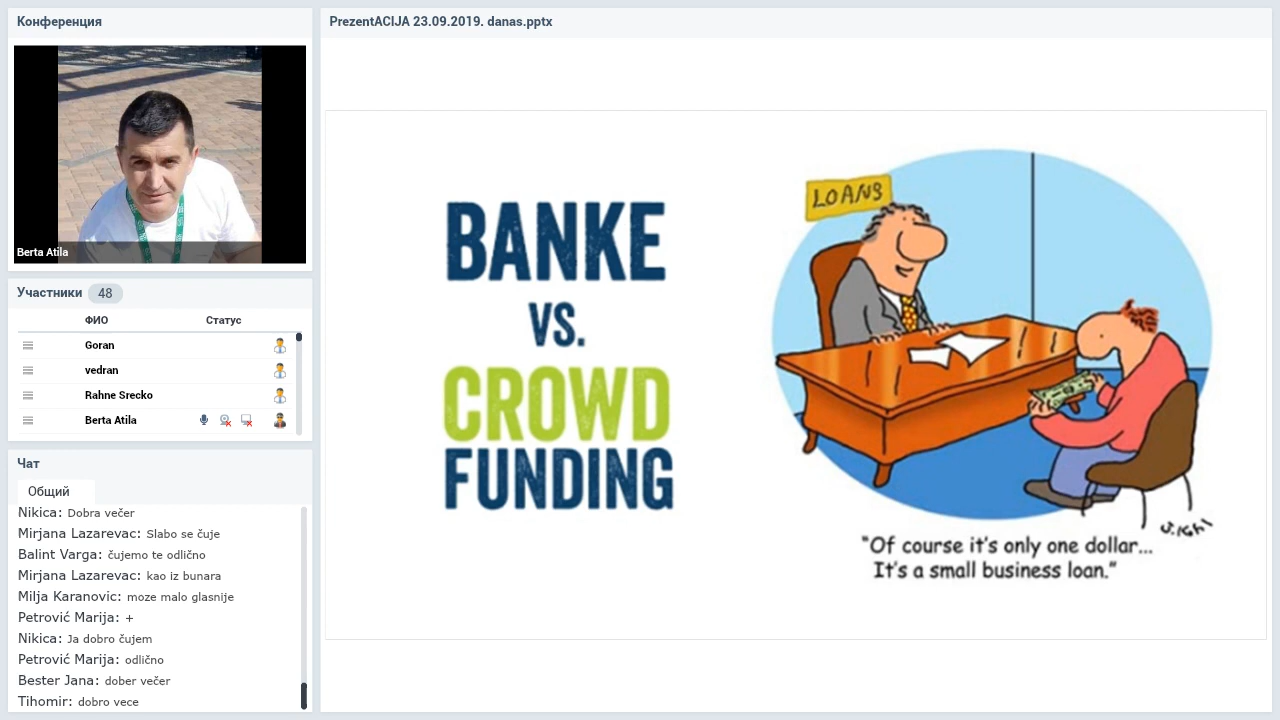 Конференция
Berta Atila
Участники 48
ФИО Статус
Goran
vedran
Rahne Srecko
Berta Atila
Чат
Общий
Nikica: Dobra večer
Mirjana Lazarevac: Slabo se čuje
Balint Varga: čujemo te odlično
Mirjana Lazarevac: kao iz bunara
Milja Karanovic: moze malo glasnije
Petrović Marija: +
Nikica: Ja dobro čujem
Petrović Marija: odlično
Bester Jana: dober večer
Tihomir: dobro vece
PrezentACIJA 23.09.2019. danas.pptx
BANKE
VS.
CROWD
FUNDING
LOANS
"Of course it's only one dollar...
It's a small business loan."